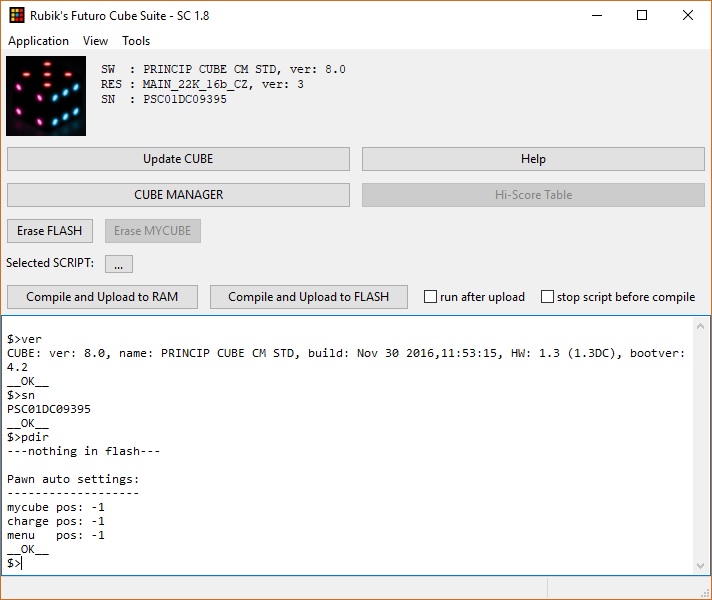 Rubik's Futuro Cube Suite - SC 1.8
Application View Tools
SW  : PRINCIP CUBE CM STD, ver: 8.0
RES : MAIN_22K_16b_CZ, ver: 3
SN  : PSC01DC09395
Update CUBE Help
CUBE MANAGER Hi-Score Table
Erase FLASH Erase MYCUBE
Selected SCRIPT: ...
Compile and Upload to RAM Compile and Upload to FLASH run after upload stop script before compile
$>ver
CUBE: ver: 8.0, name: PRINCIP CUBE CM STD, build: Nov 30 2016,11:53:15, HW: 1.3 (1.3DC), bootver:
4.2
__OK__
$>sn
PSC01DC09395
__OK__
$>pdir
---nothing in flash---
Pawn auto settings:
-------------------
mycube pos: -1
charge pos: -1
menu   pos: -1
__OK__
$>